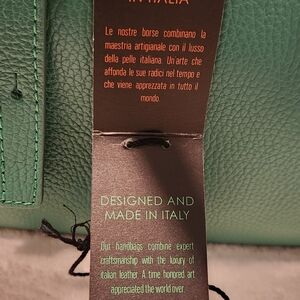 IN ITALIA
Le nostre borse combinano la
maestria artigianale con il lusso
della pelle italiana. Un'arte che
affonda le sue radici nel tempo e
che viene apprezzata in tutto il
mondo
DESIGNED AND
MADE IN ITALY
Our handbags combine expert
craftsmanship with the luxury of
italian leather. A time honored art
appreciated the world over.